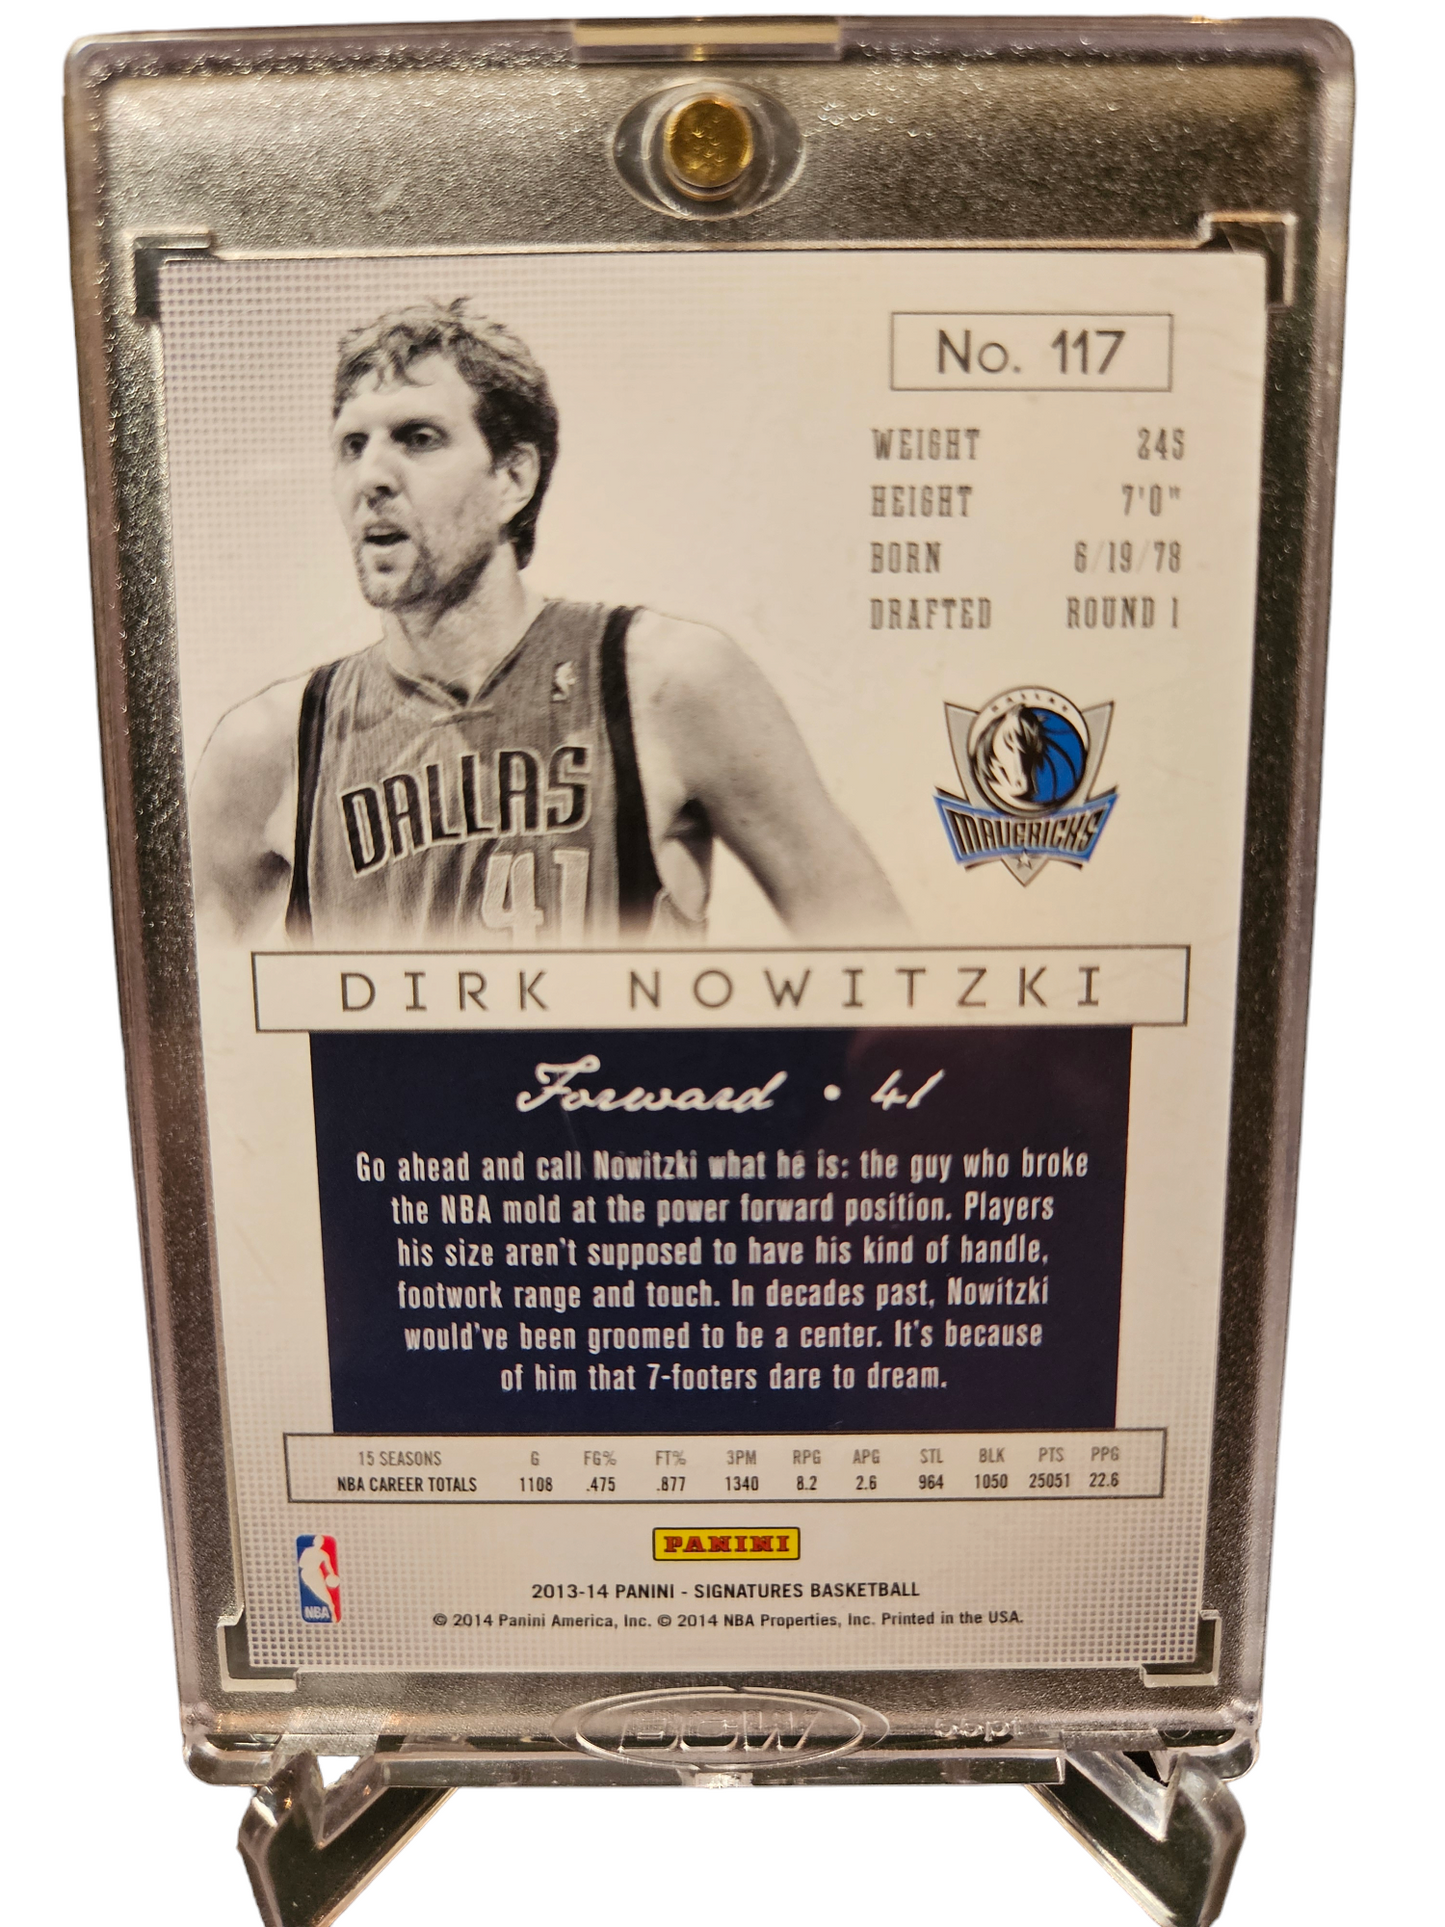 No. 117
WEIGHT 245
HEIGHT 7'0"
BORN 6/19/78
DRAFTED ROUND 1
DALLAS
MAVERICKS
DALLAS
41
DIRK NOWITZKI
Forward • 41
Go ahead and call Nowitzki what he is: the guy who broke
the NBA mold at the power forward position. Players
his size aren't supposed to have his kind of handle,
footwork range and touch. In decades past, Nowitzki
would've been groomed to be a center. It's because
of him that 7-footers dare to dream.
15 SEASONS G FG% FT% 3PM RPG APG STL BLK PTS PPG
NBA CAREER TOTALS 1108 .475 .877 1340 8.2 2.6 964 1050 25051 22.6
PANINI
NBA
2013-14 PANINI - SIGNATURES BASKETBALL
© 2014 Panini America, Inc. © 2014 NBA Properties, Inc. Printed in the USA.
BCW